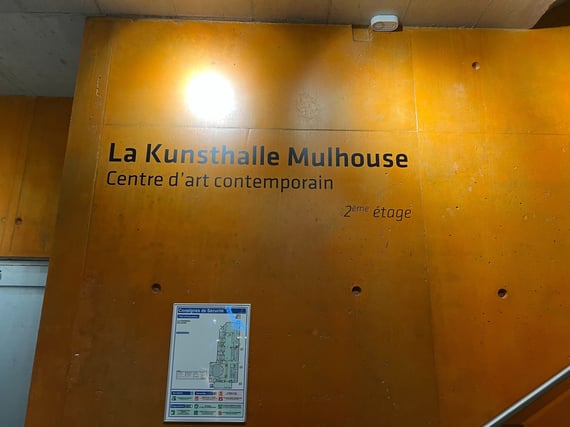 La Kunsthalle Mulhouse
Centre d'art contemporain
2ème étage
Consignes de Sécurité